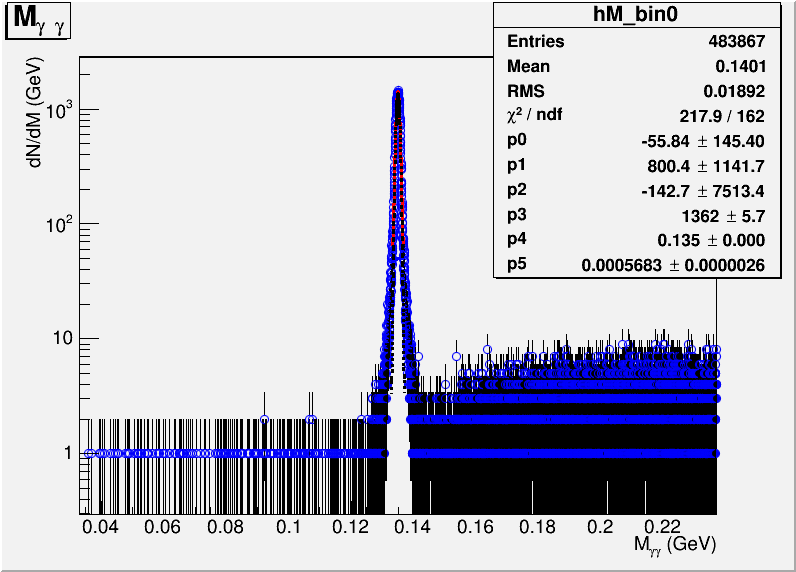 M_γ γ
hM_bin0
Entries 483867
Mean 0.1401
RMS 0.01892
χ² / ndf 217.9 / 162
p0 -55.84 ± 145.40
p1 800.4 ± 1141.7
p2 -142.7 ± 7513.4
p3 1362 ± 5.7
p4 0.135 ± 0.000
p5 0.0005683 ± 0.0000026
dN/dM (GeV)
10³
10²
10
1
0.04 0.06 0.08 0.1 0.12 0.14 0.16 0.18 0.2 0.22
M_γγ (GeV)